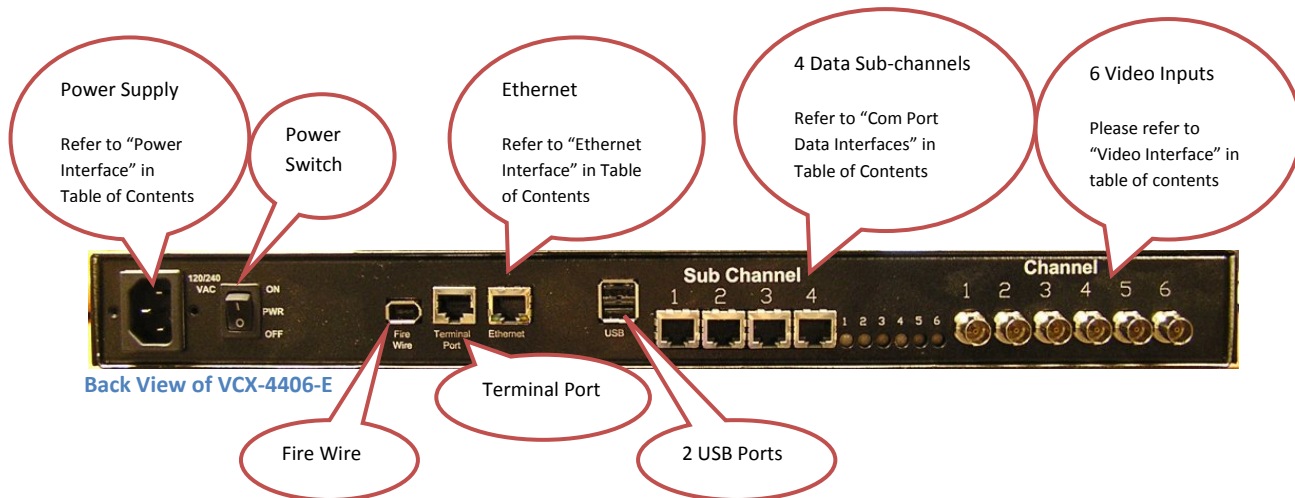 Power Supply
Refer to “Power
Interface” in
Table of Contents
Power
Switch
Ethernet
Refer to “Ethernet
Interface” in Table
of Contents
4 Data Sub-channels
Refer to “Com Port
Data Interfaces” in
Table of Contents
6 Video Inputs
Please refer to
“Video Interface” in
table of contents
120/240
VAC
ON
PWR
OFF
Fire
Wire
Terminal
Port
Ethernet
USB
Sub Channel
1 2 3 4
1 2 3 4 5 6
Channel
1 2 3 4 5 6
Back View of VCX-4406-E
Terminal Port
Fire Wire
2 USB Ports